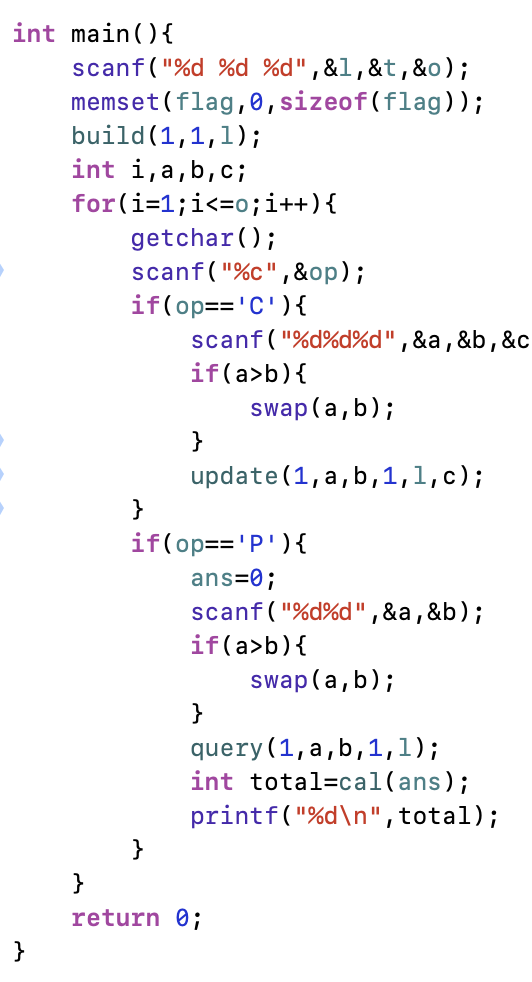 int main(){
    scanf("%d %d %d",&l,&t,&o);
    memset(flag,0,sizeof(flag));
    build(1,1,l);
    int i,a,b,c;
    for(i=1;i<=o;i++){
        getchar();
        scanf("%c",&op);
        if(op=='C'){
            scanf("%d%d%d",&a,&b,&c
            if(a>b){
                swap(a,b);
            }
            update(1,a,b,1,l,c);
        }
        if(op=='P'){
            ans=0;
            scanf("%d%d",&a,&b);
            if(a>b){
                swap(a,b);
            }
            query(1,a,b,1,l);
            int total=cal(ans);
            printf("%d\n",total);
        }
    }
    return 0;
}